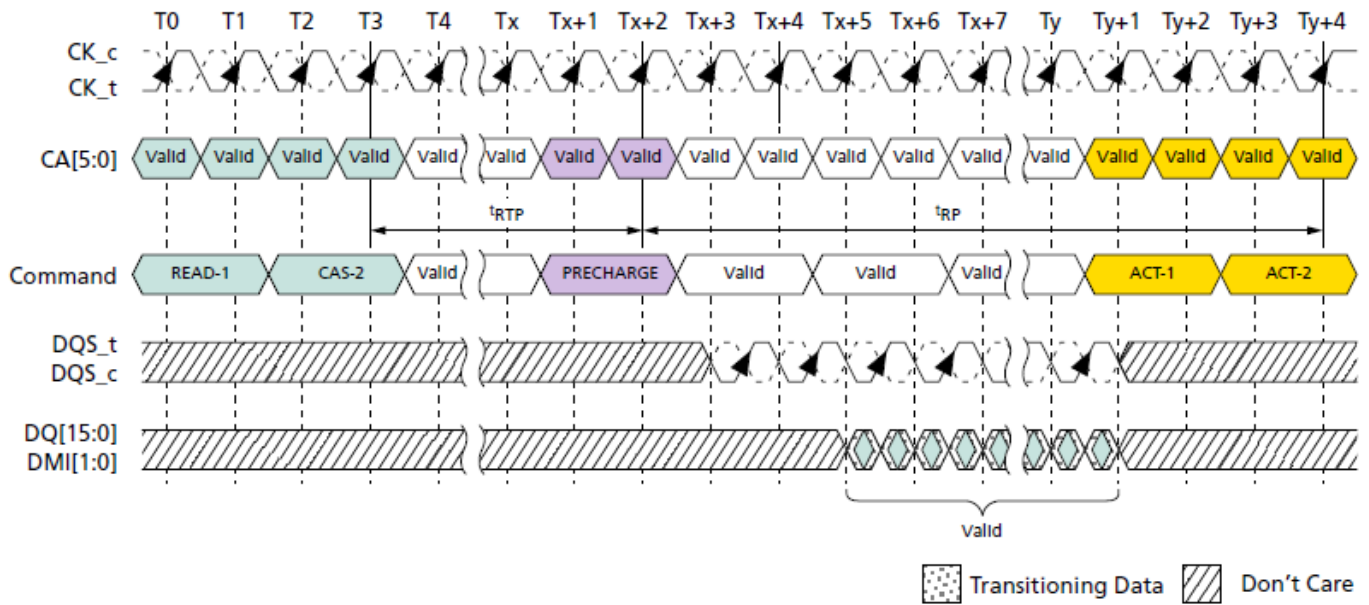 T0 T1 T2 T3 T4 Tx Tx+1 Tx+2 Tx+3 Tx+4 Tx+5 Tx+6 Tx+7 Ty Ty+1 Ty+2 Ty+3 Ty+4
CK_c
CK_t
CA[5:0] Valid Valid Valid Valid Valid Valid Valid Valid Valid Valid Valid Valid Valid Valid Valid Valid Valid Valid
tRTP tRP
Command READ-1 CAS-2 Valid PRECHARGE Valid Valid Valid ACT-1 ACT-2
DQS_t
DQS_c
DQ[15:0]
DMI[1:0]
Valid
Transitioning Data Don't Care